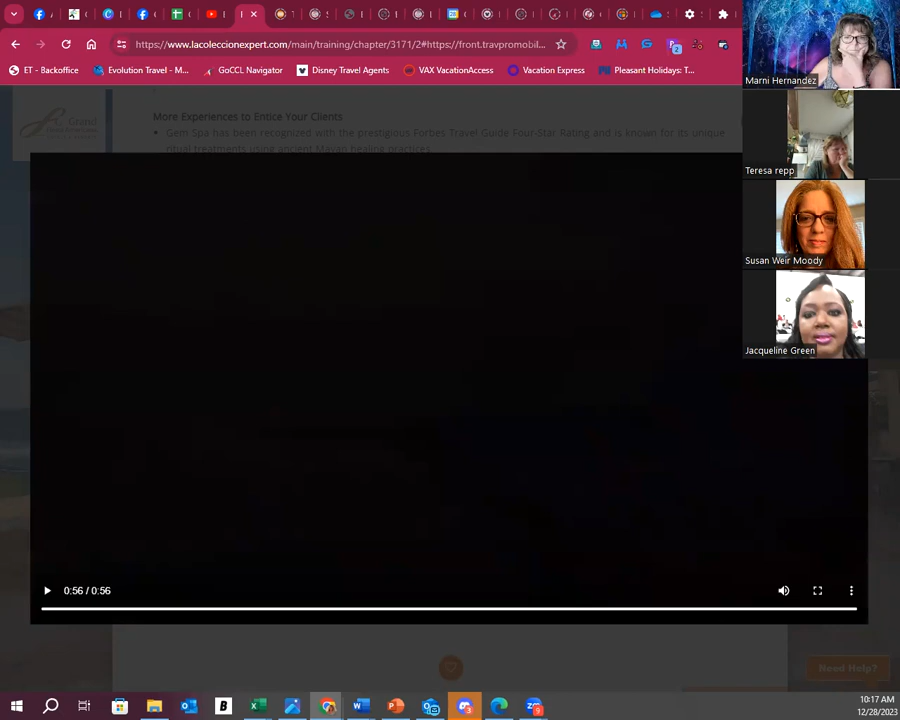 https://www.lacoleccionexpert.com/main/training/chapter/3171/2#https://front.travpromobil...
2
ET - Backoffice
Evolution Travel - M...
GoCCL Navigator
Disney Travel Agents
VAX VacationAccess
Vacation Express
Pleasant Holidays: T...
Marni Hernandez
Grand
More Experiences to Entice Your Clients
• Gem Spa has been recognized with the prestigious Forbes Travel Guide Four-Star Rating and is known for its unique
ritual treatments using ancient Mayan healing practices.
Teresa repp
Susan Weir Moody
Jacqueline Green
0:56 / 0:56
Need Help?
10:17 AM
12/28/2023